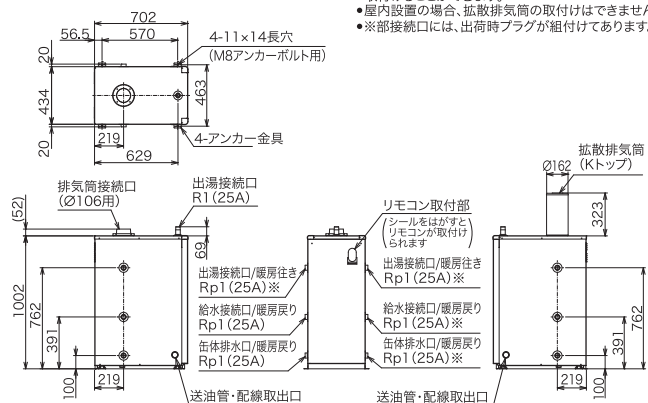 •屋内設置の場合、拡散排気筒の取付けはできません
•※部接続口には、出荷時プラグが組付けてあります。
702
56.5
570
4-11×14長穴
(M8アンカーボルト用)
20
434
20
463
219
629
4-アンカー金具
排気筒接続口
(Ø106用)
出湯接続口
R1(25A)
(52)
69
1002
762
391
100
219
送油管・配線取出口
リモコン取付部
(シールをはがすと
リモコンが取付け
られます)
出湯接続口/暖房往き
Rp1(25A)※
給水接続口/暖房戻り
Rp1(25A)
缶体排水口/暖房戻り
Rp1(25A)
出湯接続口/暖房往き
Rp1(25A)※
給水接続口/暖房戻り
Rp1(25A)※
缶体排水口/暖房戻り
Rp1(25A)※
拡散排気筒
(Kトップ)
Ø162
323
762
391
100
219
送油管・配線取出口